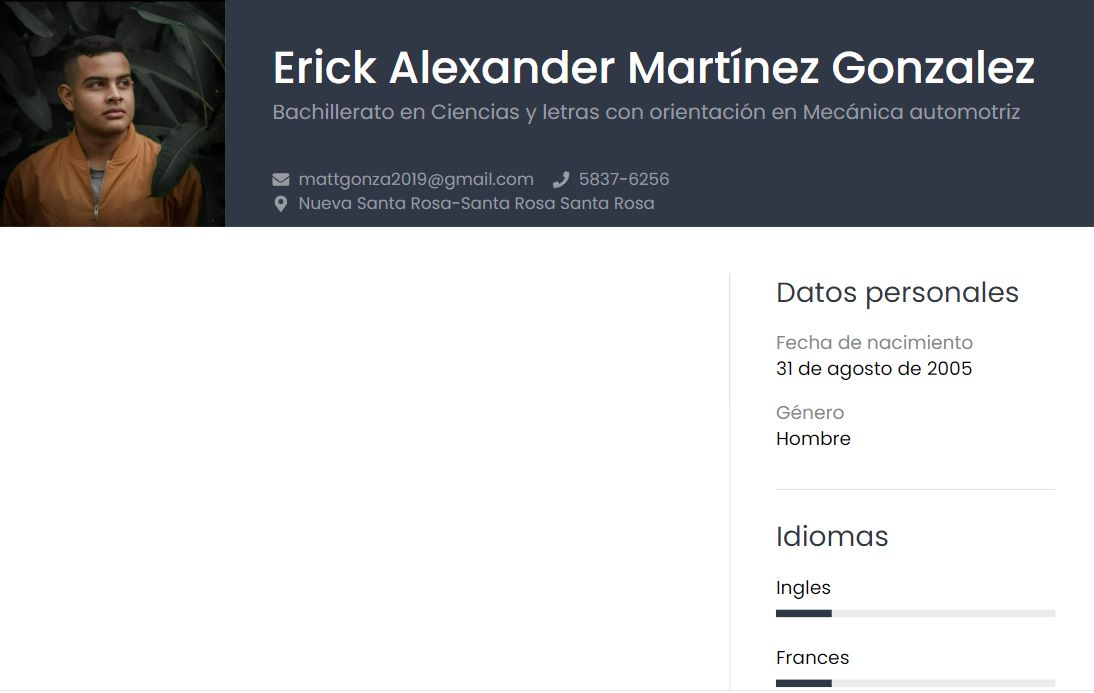 Erick Alexander Martínez Gonzalez
Bachillerato en Ciencias y letras con orientación en Mecánica automotriz
mattgonza2019@gmail.com 5837-6256
Nueva Santa Rosa-Santa Rosa Santa Rosa
Datos personales
Fecha de nacimiento
31 de agosto de 2005
Género
Hombre
Idiomas
Ingles
Frances